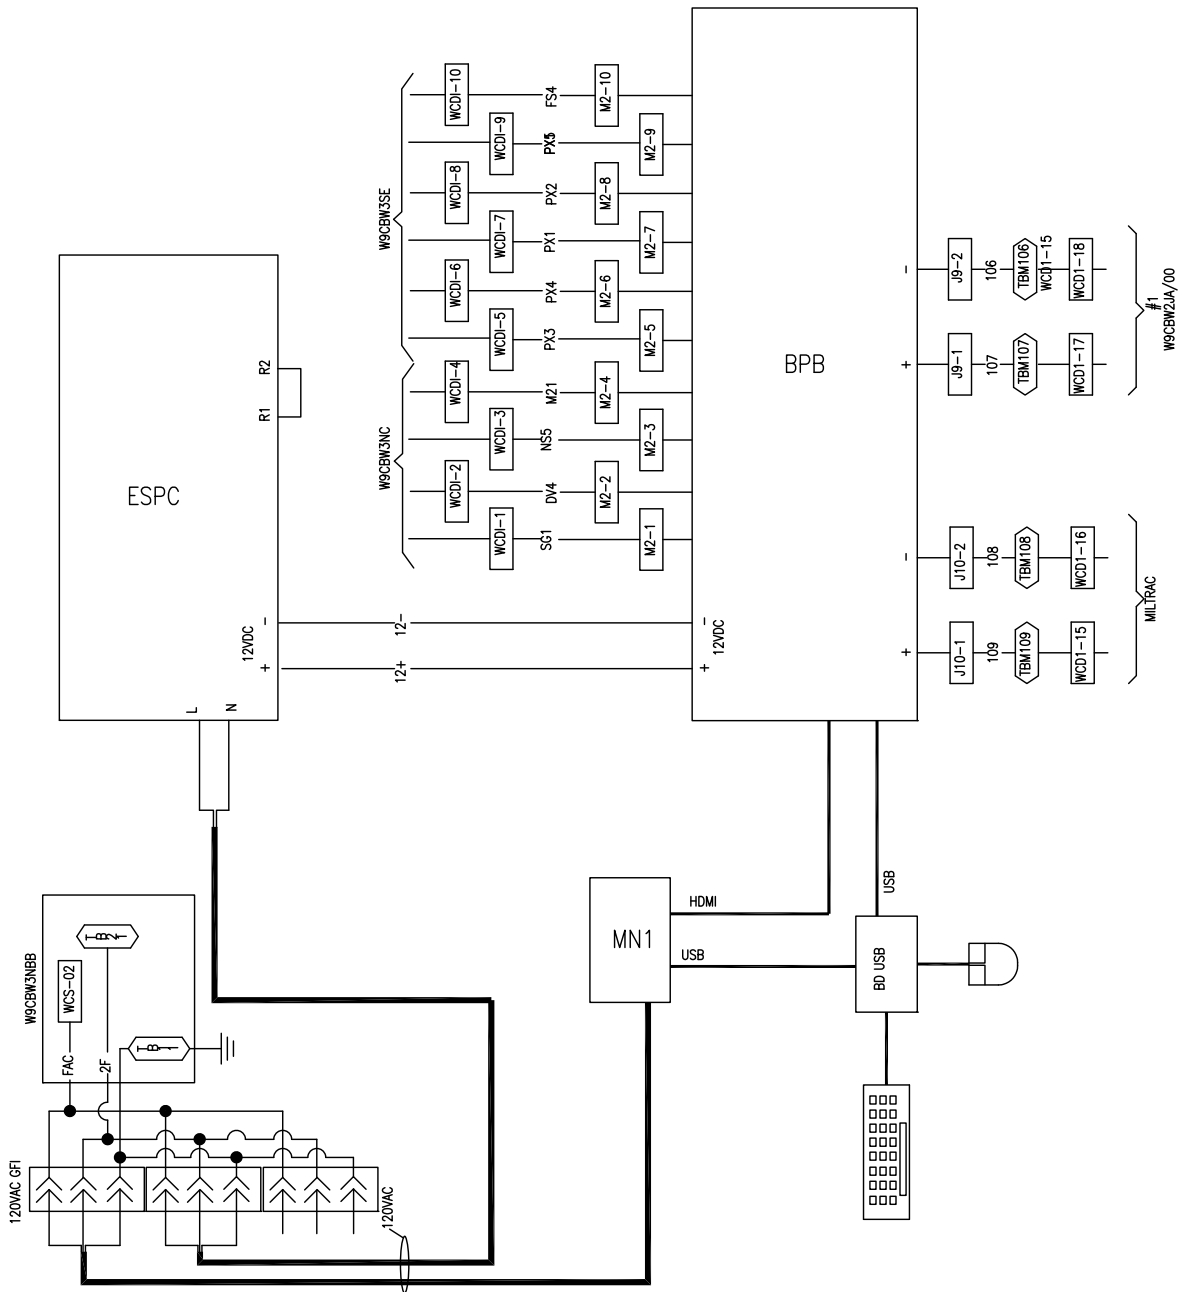 WCDI-10
FS4
M2-10
WCDI-9
M2-9
WCDI-8
PX2
M2-8
W9CBW3SE
WCDI-7
PX1
M2-7
WCDI-6
PX4
M2-6
WCDI-5
PX3
M2-5
WCDI-4
M21
M2-4
W9CBW3NC
WCDI-3
NS5
M2-3
WCDI-2
DV4
M2-2
WCDI-1
SG1
M2-1
ESPC
R1
R2
12VDC
-
+
L
N
12-
12+
BPB
12VDC
-
+
-
J9-2
106
TBM106
WCD1-15
WCD1-18
+
J9-1
107
TBM107
WCD1-17
#1
W9CBW2JA/00
-
J10-2
108
TBM108
WCD1-16
+
J10-1
109
TBM109
WCD1-15
MILTRAC
W9CBW3NBB
WCS-02
TB21
FAC
2F
TB1
120VAC GFI
120VAC
MN1
HDMI
USB
USB
BD USB